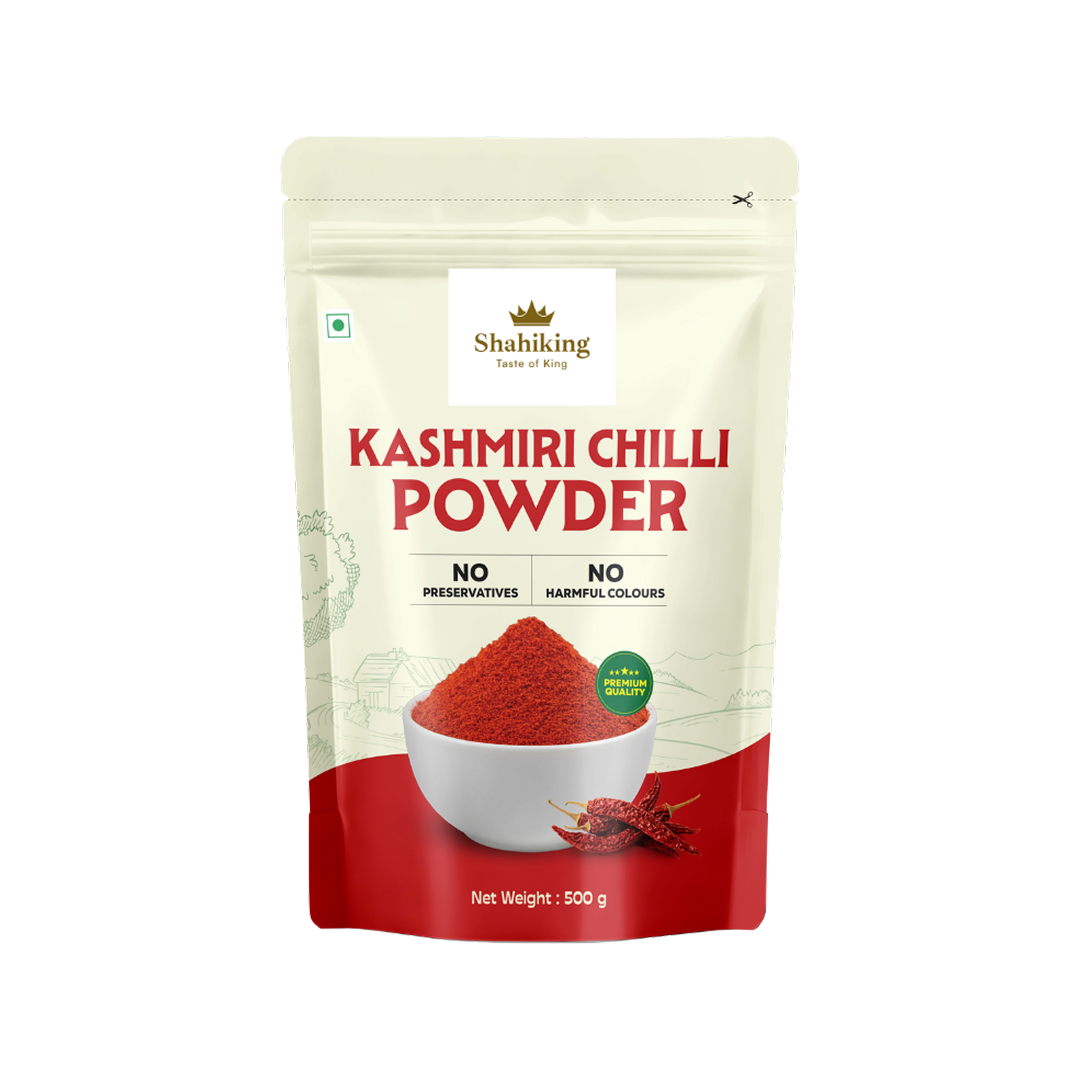 Shahiking
Taste of King
KASHMIRI CHILLI
POWDER
NO
PRESERVATIVES
NO
HARMFUL COLOURS
PREMIUM
QUALITY
Net Weight : 500 g